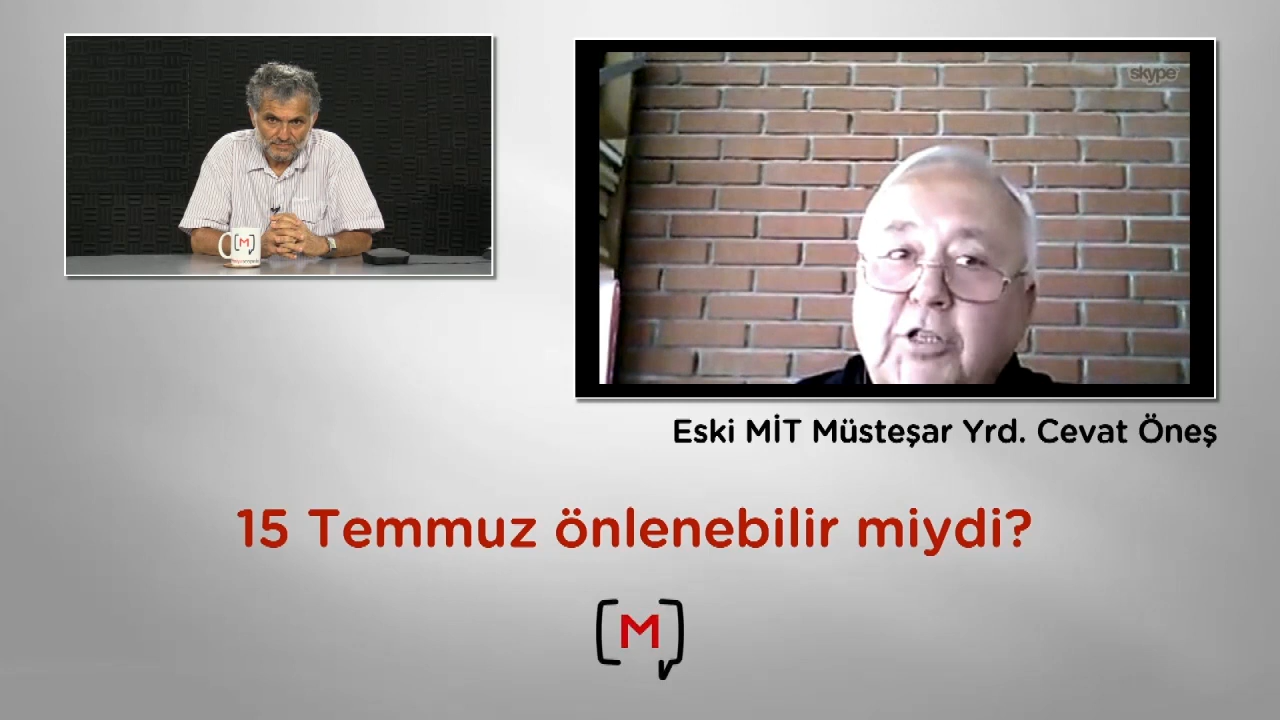 skype
Eski MİT Müsteşar Yrd. Cevat Öneş
15 Temmuz önlenebilir miydi?
[M]